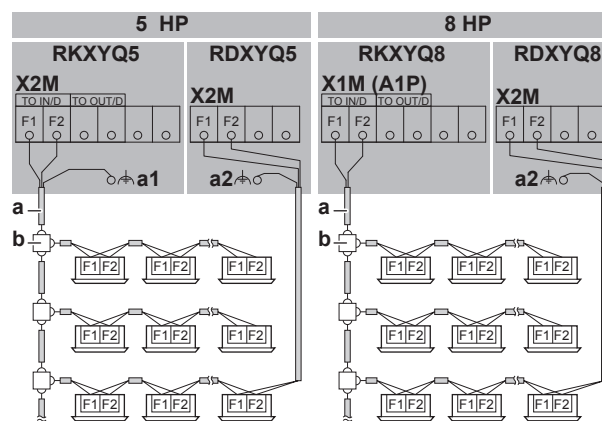 5 HP 8 HP
RKXYQ5 RDXYQ5 RKXYQ8 RDXYQ8
X2M X2M X1M (A1P) X2M
TO IN/D TO OUT/D TO IN/D TO OUT/D
F1 F2 F1 F2 F1 F2 F1 F2
a1 a2 a2
a a
b b
F1 F2 F1 F2 F1 F2 F1 F2 F1 F2 F1 F2
F1 F2 F1 F2 F1 F2 F1 F2 F1 F2 F1 F2
F1 F2 F1 F2 F1 F2 F1 F2 F1 F2 F1 F2